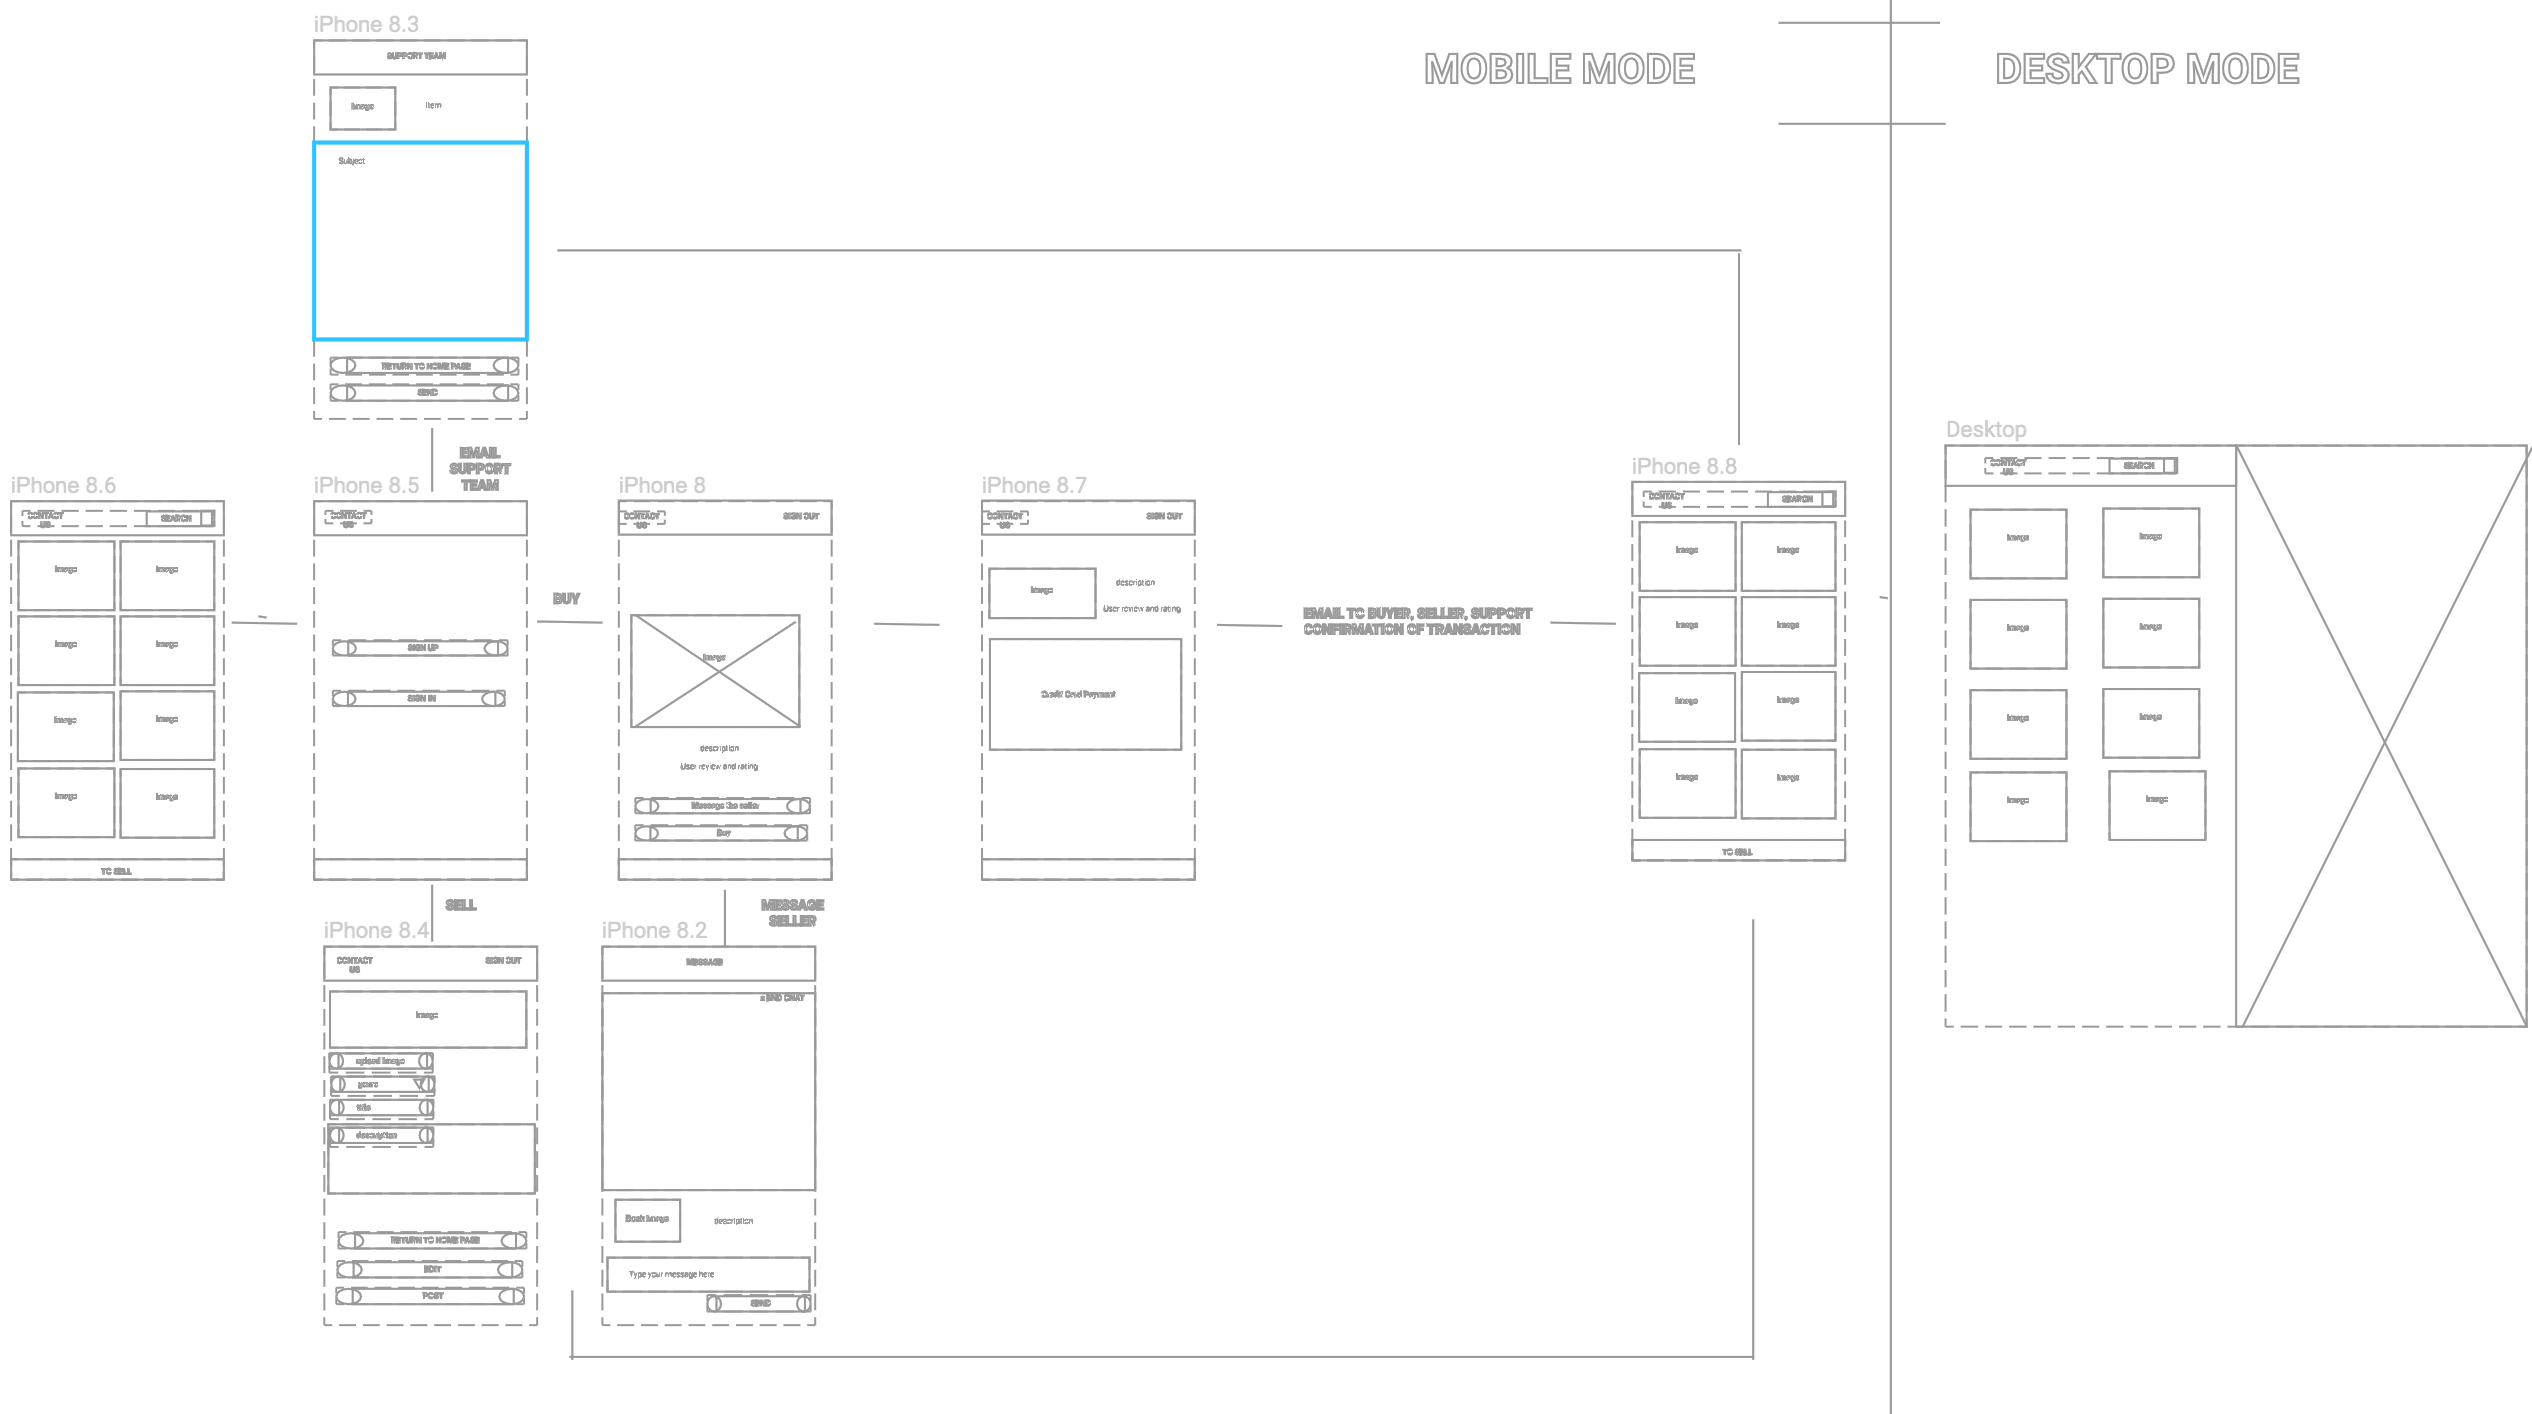 iPhone 8.3
SUPPORT TEAM
Image
Item
Subject
RETURN TO HOME PAGE
SEND
MOBILE MODE
DESKTOP MODE
EMAIL
SUPPORT
TEAM
iPhone 8.6
CONTACT
US
SEARCH
Image
Image
Image
Image
Image
Image
Image
Image
TO SELL
iPhone 8.5
CONTACT
US
SIGN UP
SIGN IN
BUY
iPhone 8
CONTACT
US
SIGN OUT
Image
description
User review and rating
Message the seller
Buy
iPhone 8.7
CONTACT
US
SIGN OUT
Image
description
User review and rating
Credit Card Payment
EMAIL TO BUYER, SELLER, SUPPORT
CONFIRMATION OF TRANSACTION
iPhone 8.8
CONTACT
US
SEARCH
Image
Image
Image
Image
Image
Image
Image
Image
TO SELL
Desktop
CONTACT
US
SEARCH
Image
Image
Image
Image
Image
Image
Image
Image
SELL
iPhone 8.4
CONTACT
US
SIGN OUT
Image
upload image
title
description
RETURN TO HOME PAGE
EDIT
POST
MESSAGE
SELLER
iPhone 8.2
MESSAGE
x END CHAT
Image
description
Type your message here
SEND